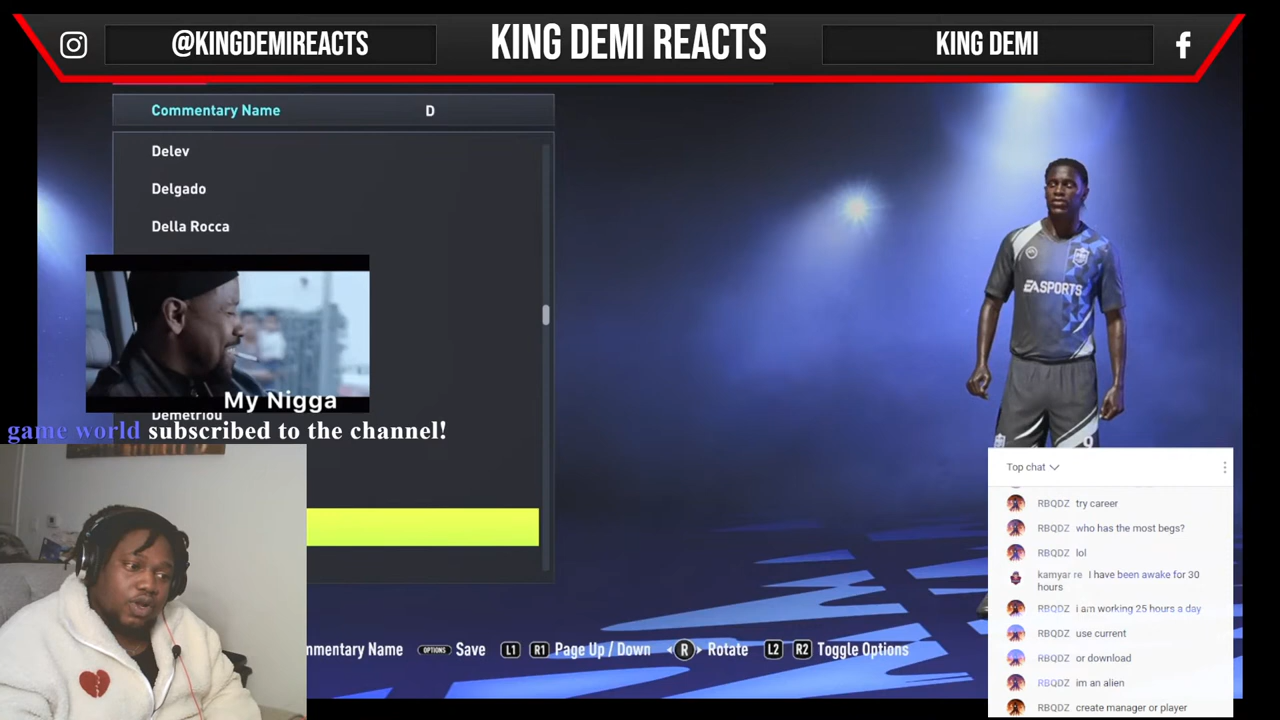 @KINGDEMIREACTS
KING DEMI REACTS
KING DEMI
Commentary Name
D
Delev
Delgado
Della Rocca
My Nigga
Demetriou
game world subscribed to the channel!
EA SPORTS
9
mmentary Name
OPTIONS Save
L1 R1 Page Up / Down
R Rotate
L2 R2 Toggle Options
Top chat
RBQDZ try career
RBQDZ who has the most begs?
RBQDZ lol
kamyar re I have been awake for 30
hours
RBQDZ i am working 25 hours a day
RBQDZ use current
RBQDZ or download
RBQDZ im an alien
RBQDZ create manager or player